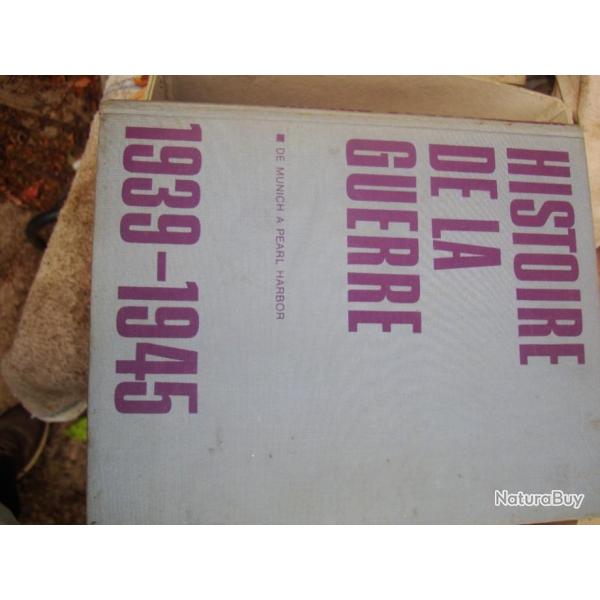 HISTOIRE
DE LA
GUERRE
■ DE MUNICH A PEARL HARBOR
1939-1945
NaturaBuy